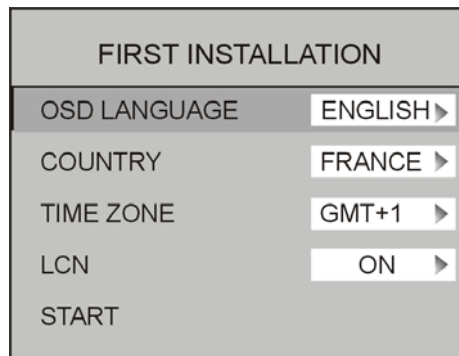 FIRST INSTALLATION
OSD LANGUAGE ENGLISH
COUNTRY FRANCE
TIME ZONE GMT+1
LCN ON
START